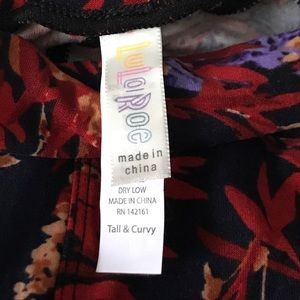 LuLaRoe
made in
china
DRY LOW
MADE IN CHINA
RN 142161
Tall & Curvy